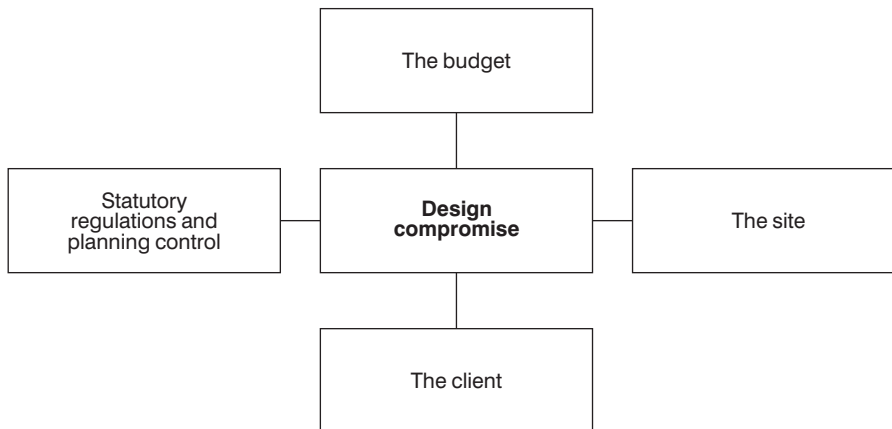 The budget
Statutory
regulations and
planning control
Design
compromise
The site
The client